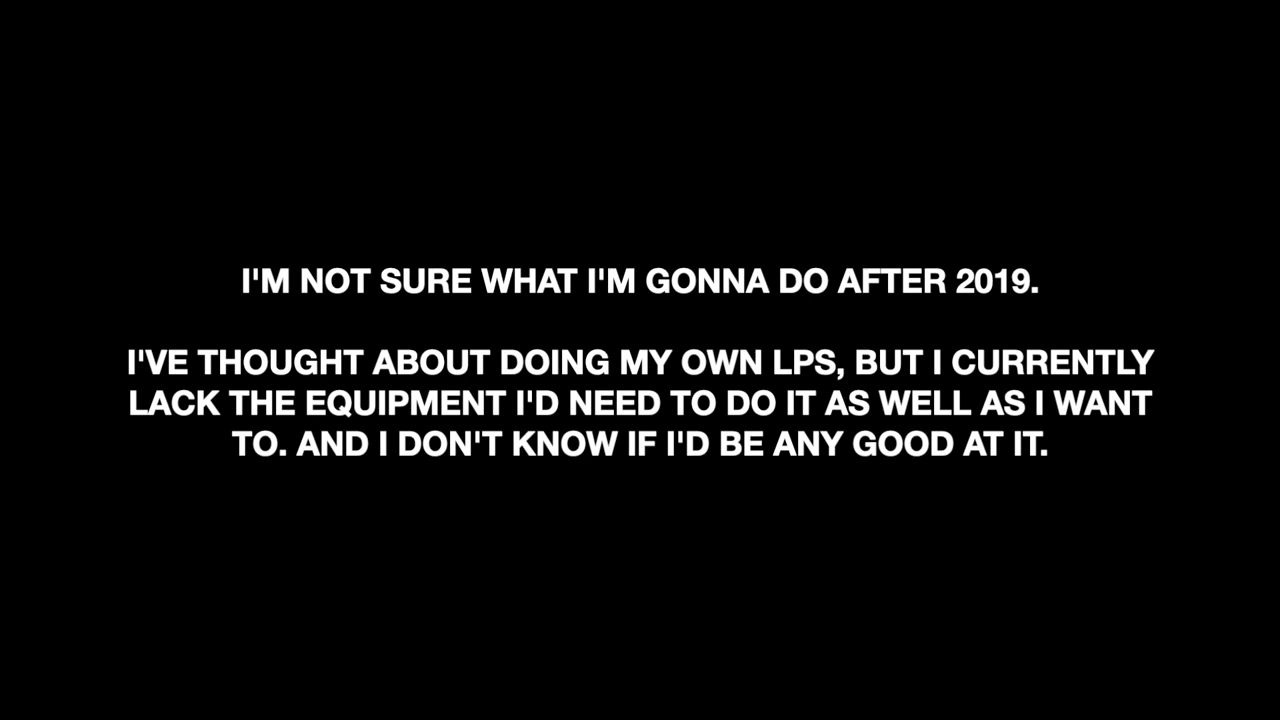 I'M NOT SURE WHAT I'M GONNA DO AFTER 2019.
I'VE THOUGHT ABOUT DOING MY OWN LPS, BUT I CURRENTLY
LACK THE EQUIPMENT I'D NEED TO DO IT AS WELL AS I WANT
TO. AND I DON'T KNOW IF I'D BE ANY GOOD AT IT.